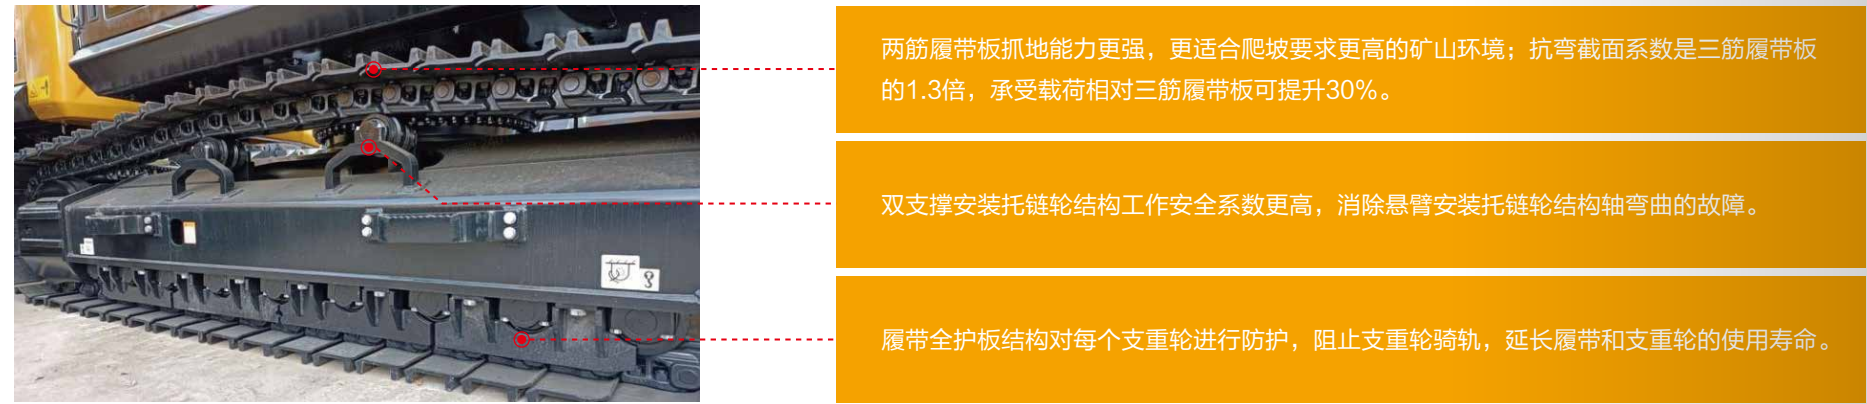 两筋履带板抓地能力更强，更适合爬坡要求更高的矿山环境；抗弯截面系数是三筋履带板
的1.3倍，承受载荷相对三筋履带板可提升30%。
双支撑安装托链轮结构工作安全系数更高，消除悬臂安装托链轮结构轴弯曲的故障。
履带全护板结构对每个支重轮进行防护，阻止支重轮骑轨，延长履带和支重轮的使用寿命。